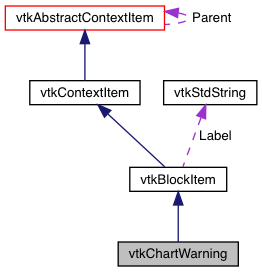 vtkAbstractContextItem
Parent
vtkContextItem
vtkStdString
Label
vtkBlockItem
vtkChartWarning